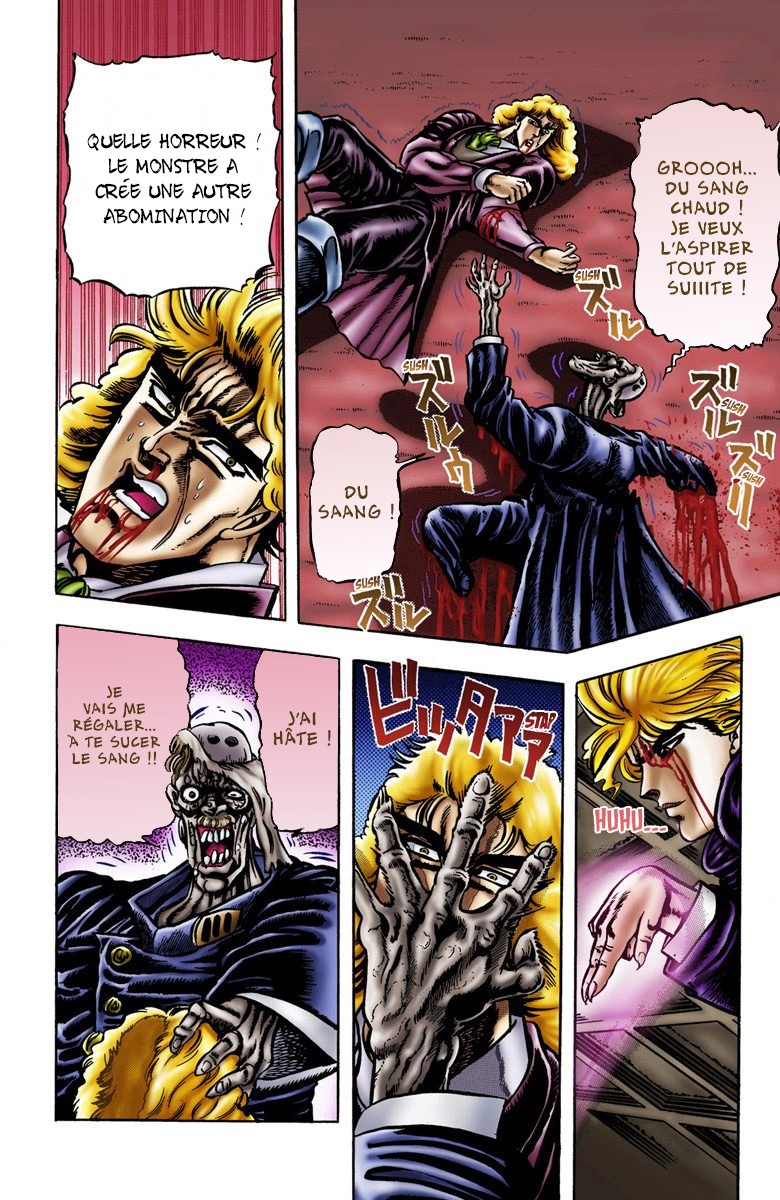 GROOOH...
DU SANG
CHAUD !
JE VEUX
L'ASPIRER
TOUT DE
SUIIITE !
SUSH
ズル
SUSH
ズル
SUSH
ズ
SUSH
ズルルゥ
DU
SAANG !
SUSH
ズル
QUELLE HORREUR !
LE MONSTRE A
CRÉE UNE AUTRE
ABOMINATION !
HUHU...
ビッタァァ
STAP
J'AI
HÂTE !
JE
VAIS ME
RÉGALER...
A TE SUCER
LE SANG !!